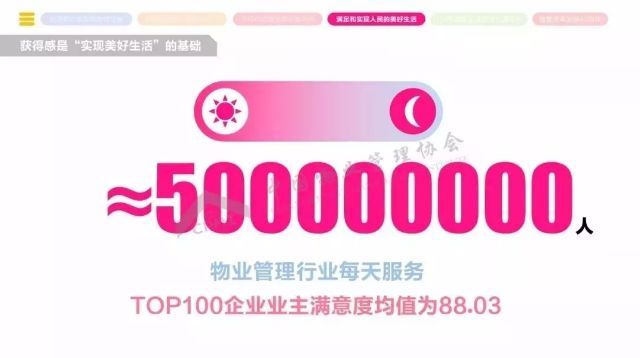 满足和实现人民的美好生活
获得感是“实现美好生活”的基础
≈500000000人
物业管理行业每天服务
TOP100企业业主满意度均值为88.03